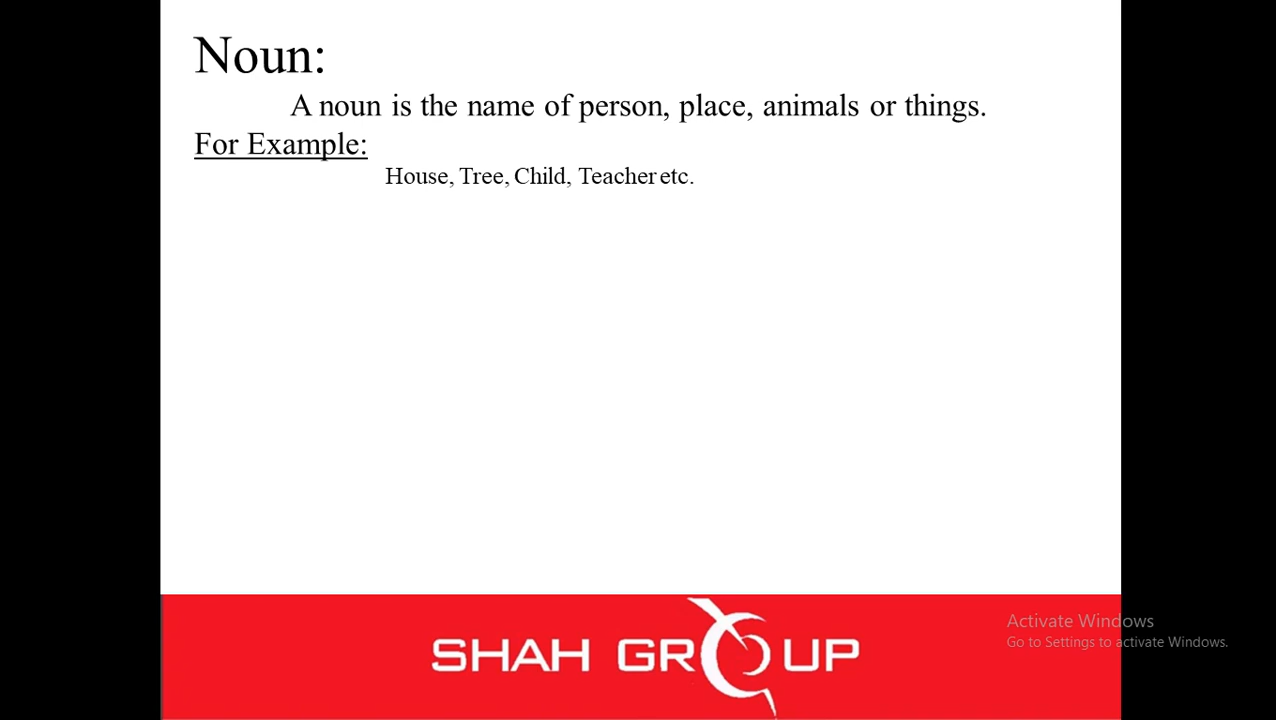 Noun:
A noun is the name of person, place, animals or things.
For Example:
House, Tree, Child, Teacher etc.
SHAH GROUP
Activate Windows
Go to Settings to activate Windows.